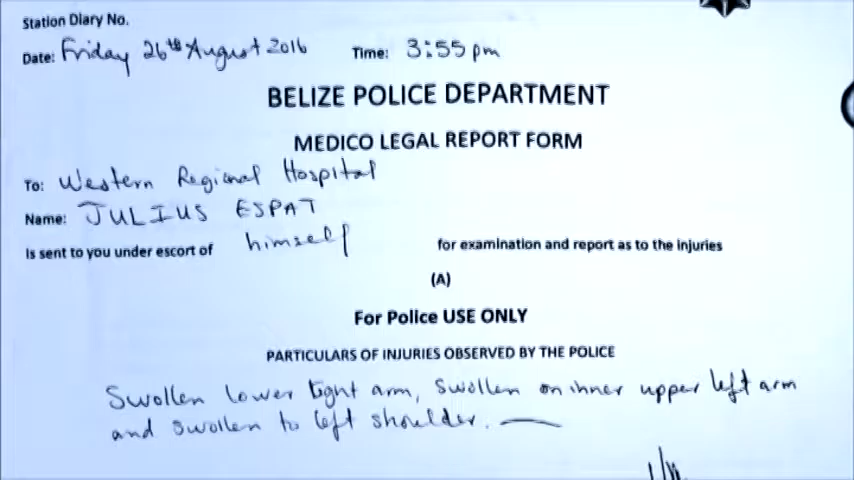 Station Diary No.
Date: Friday 26th August 2016 Time: 3:55pm
BELIZE POLICE DEPARTMENT
MEDICO LEGAL REPORT FORM
To: Western Regional Hospital
Name: JULIUS ESPAT
Is sent to you under escort of himself for examination and report as to the injuries
(A)
For Police USE ONLY
PARTICULARS OF INJURIES OBSERVED BY THE POLICE
Swollen lower right arm, swollen on inner upper left arm
and swollen to left shoulder.